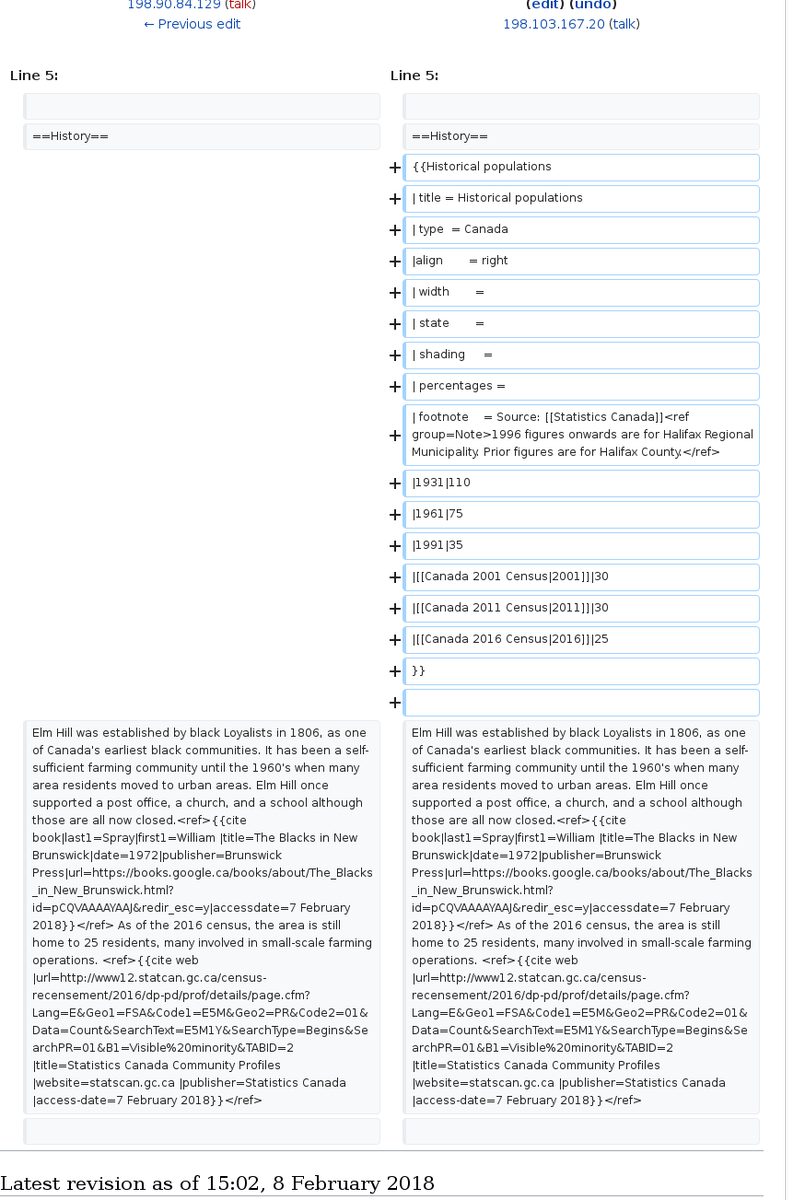 198.90.84.129 (talk)
← Previous edit
(edit) (undo)
198.103.167.20 (talk)
Line 5:
Line 5:
==History==
==History==
+ {{Historical populations
+ | title = Historical populations
+ | type  = Canada
+ |align       = right
+ | width       =
+ | state       =
+ | shading     =
+ | percentages =
+ | footnote    = Source: [[Statistics Canada]]<ref
group=Note>1996 figures onwards are for Halifax Regional
Municipality. Prior figures are for Halifax County.</ref>
+ |1931|110
+ |1961|75
+ |1991|35
+ |[[Canada 2001 Census|2001]]|30
+ |[[Canada 2011 Census|2011]]|30
+ |[[Canada 2016 Census|2016]]|25
+ }}
+
Elm Hill was established by black Loyalists in 1806, as one
of Canada's earliest black communities. It has been a self-
sufficient farming community until the 1960's when many
area residents moved to urban areas. Elm Hill once
supported a post office, a church, and a school although
those are all now closed.<ref>{{cite
book|last1=Spray|first1=William |title=The Blacks in New
Brunswick|date=1972|publisher=Brunswick
Press|url=https://books.google.ca/books/about/The_Blacks
_in_New_Brunswick.html?
id=pCQVAAAAYAAJ&redir_esc=y|accessdate=7 February
2018}}</ref> As of the 2016 census, the area is still
home to 25 residents, many involved in small-scale farming
operations. <ref>{{cite web
|url=http://www12.statcan.gc.ca/census-
recensement/2016/dp-pd/prof/details/page.cfm?
Lang=E&Geo1=FSA&Code1=E5M&Geo2=PR&Code2=01&
Data=Count&SearchText=E5M1Y&SearchType=Begins&Se
archPR=01&B1=Visible%20minority&TABID=2
|title=Statistics Canada Community Profiles
|website=statscan.gc.ca |publisher=Statistics Canada
|access-date=7 February 2018}}</ref>
Elm Hill was established by black Loyalists in 1806, as one
of Canada's earliest black communities. It has been a self-
sufficient farming community until the 1960's when many
area residents moved to urban areas. Elm Hill once
supported a post office, a church, and a school although
those are all now closed.<ref>{{cite
book|last1=Spray|first1=William |title=The Blacks in New
Brunswick|date=1972|publisher=Brunswick
Press|url=https://books.google.ca/books/about/The_Blacks
_in_New_Brunswick.html?
id=pCQVAAAAYAAJ&redir_esc=y|accessdate=7 February
2018}}</ref> As of the 2016 census, the area is still
home to 25 residents, many involved in small-scale farming
operations. <ref>{{cite web
|url=http://www12.statcan.gc.ca/census-
recensement/2016/dp-pd/prof/details/page.cfm?
Lang=E&Geo1=FSA&Code1=E5M&Geo2=PR&Code2=01&
Data=Count&SearchText=E5M1Y&SearchType=Begins&Se
archPR=01&B1=Visible%20minority&TABID=2
|title=Statistics Canada Community Profiles
|website=statscan.gc.ca |publisher=Statistics Canada
|access-date=7 February 2018}}</ref>
Latest revision as of 15:02, 8 February 2018